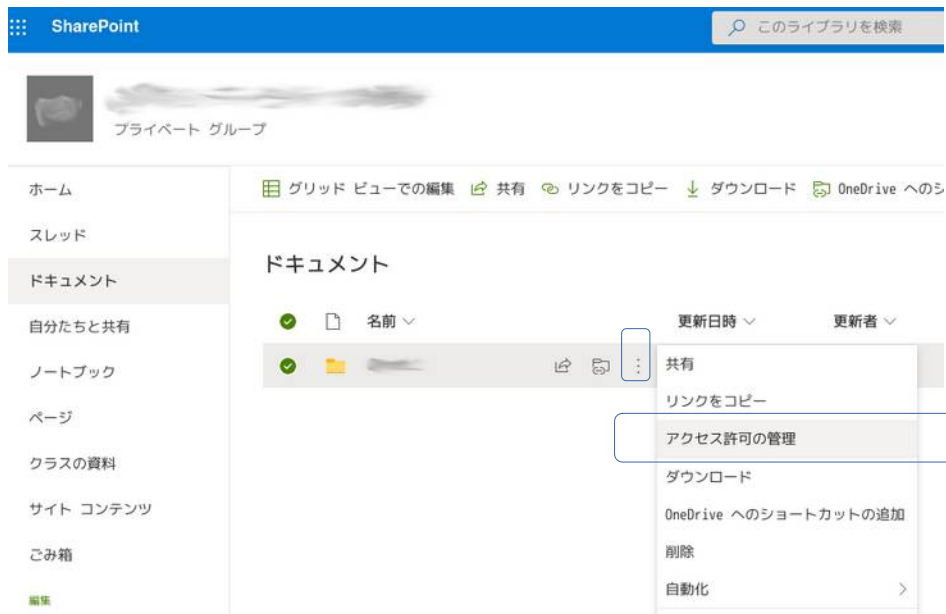 SharePoint
このライブラリを検索
プライベート グループ
ホーム
スレッド
ドキュメント
自分たちと共有
ノートブック
ページ
クラスの資料
サイト コンテンツ
ごみ箱
編集
グリッド ビューでの編集 共有 リンクをコピー ダウンロード OneDrive へのシ
ドキュメント
名前 更新日時 更新者
共有
リンクをコピー
アクセス許可の管理
ダウンロード
OneDrive へのショートカットの追加
削除
自動化